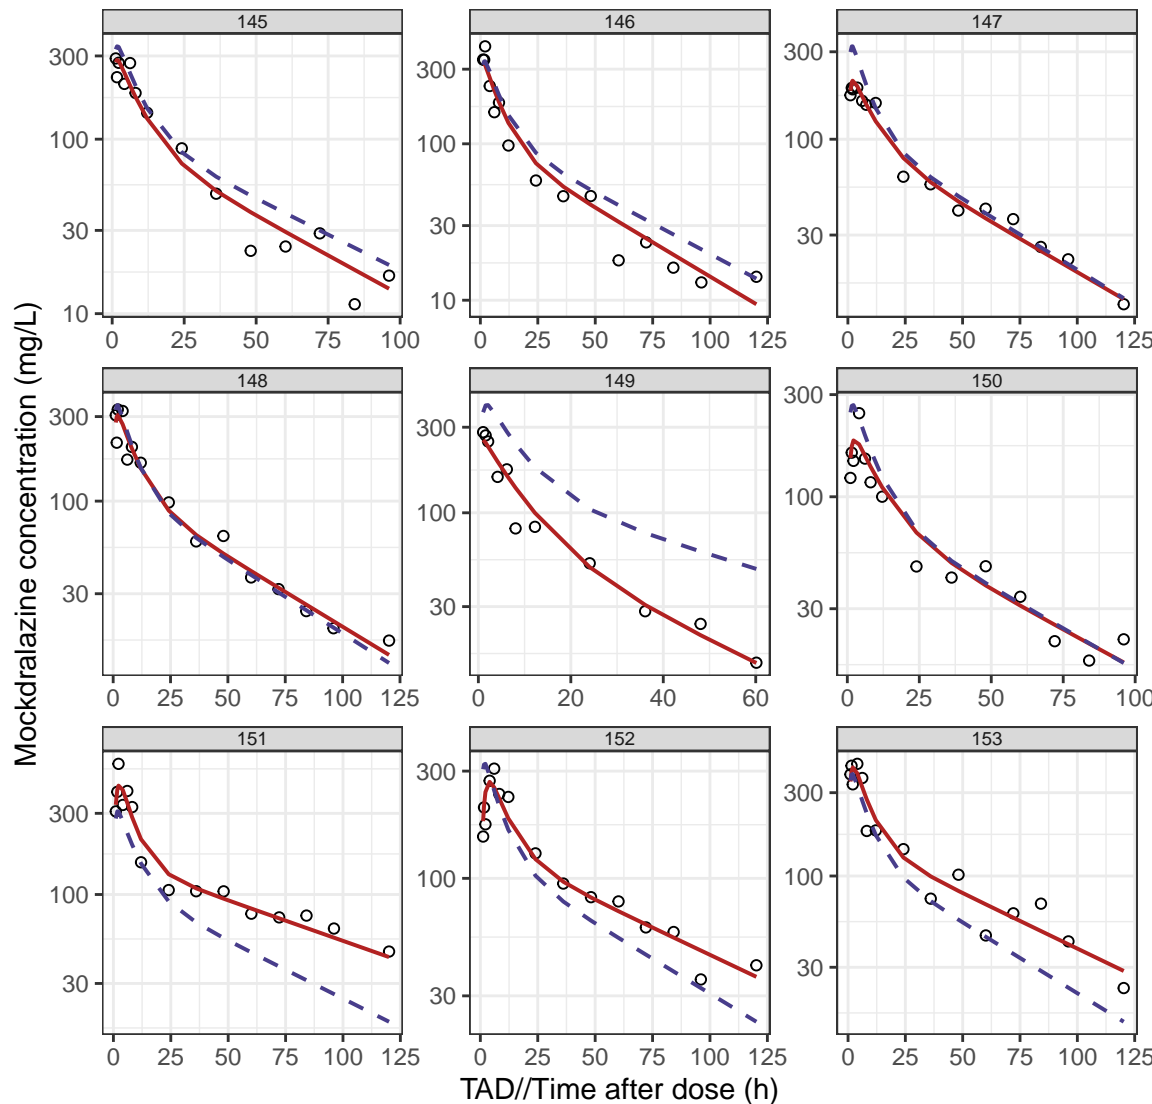 145 146 147
300 300 300
100 100 100
30 30 30
10 10
0 25 50 75 100 0 25 50 75 100 125 0 25 50 75 100 125
148 149 150
300 300 300
100 100 100
30 30 30
0 25 50 75 100 125 0 20 40 60 0 25 50 75 100
151 152 153
300 300 300
100 100 100
30 30 30
0 25 50 75 100 125 0 25 50 75 100 125 0 25 50 75 100 125
Mockdralazine concentration (mg/L)
TAD//Time after dose (h)